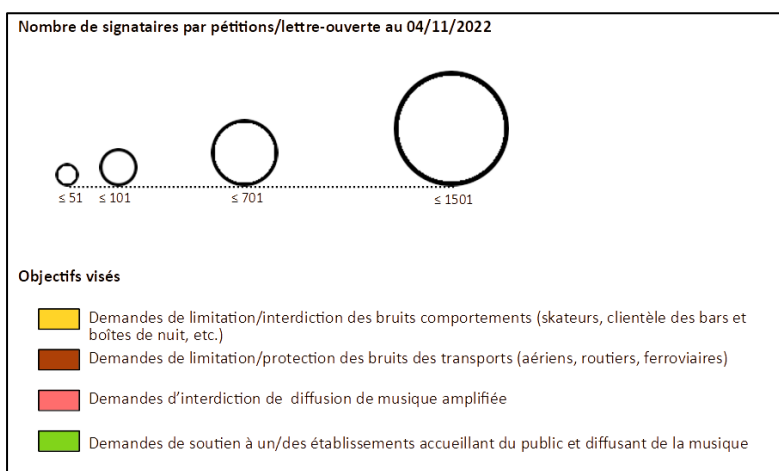 Nombre de signataires par pétitions/lettre-ouverte au 04/11/2022
≤ 51 ≤ 101 ≤ 701 ≤ 1501
Objectifs visés
Demandes de limitation/interdiction des bruits comportements (skateurs, clientèle des bars et
boîtes de nuit, etc.)
Demandes de limitation/protection des bruits des transports (aériens, routiers, ferroviaires)
Demandes d'interdiction de diffusion de musique amplifiée
Demandes de soutien à un/des établissements accueillant du public et diffusant de la musique